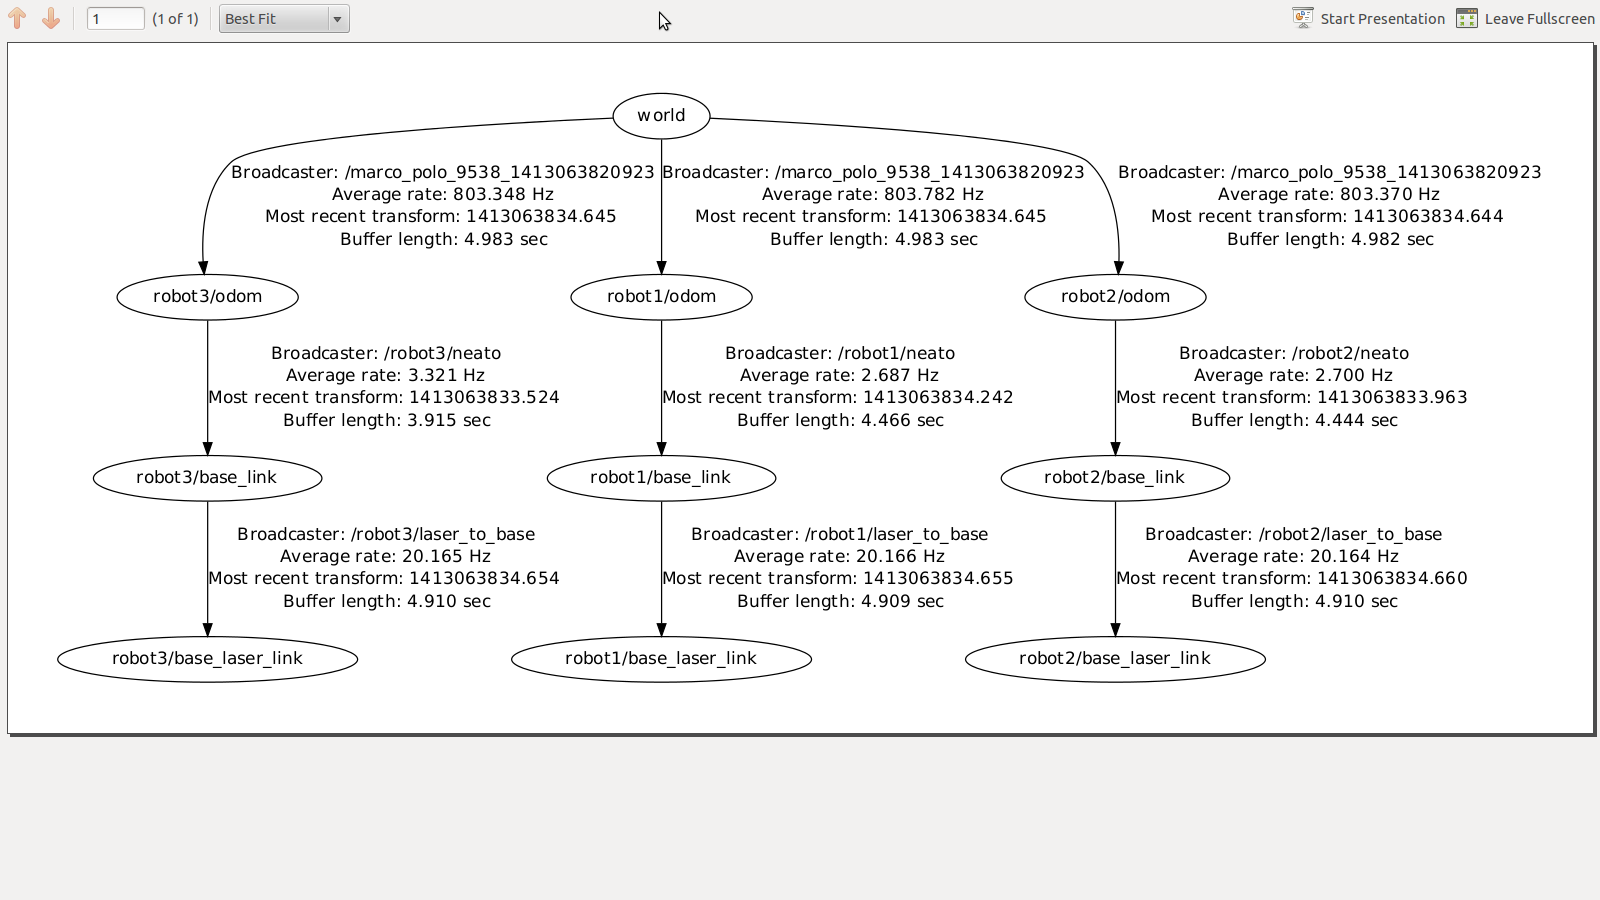 1 (1 of 1) Best Fit Start Presentation Leave Fullscreen
world
Broadcaster: /marco_polo_9538_1413063820923
Average rate: 803.348 Hz
Most recent transform: 1413063834.645
Buffer length: 4.983 sec
Broadcaster: /marco_polo_9538_1413063820923
Average rate: 803.782 Hz
Most recent transform: 1413063834.645
Buffer length: 4.983 sec
Broadcaster: /marco_polo_9538_1413063820923
Average rate: 803.370 Hz
Most recent transform: 1413063834.644
Buffer length: 4.982 sec
robot3/odom
robot1/odom
robot2/odom
Broadcaster: /robot3/neato
Average rate: 3.321 Hz
Most recent transform: 1413063833.524
Buffer length: 3.915 sec
Broadcaster: /robot1/neato
Average rate: 2.687 Hz
Most recent transform: 1413063834.242
Buffer length: 4.466 sec
Broadcaster: /robot2/neato
Average rate: 2.700 Hz
Most recent transform: 1413063833.963
Buffer length: 4.444 sec
robot3/base_link
robot1/base_link
robot2/base_link
Broadcaster: /robot3/laser_to_base
Average rate: 20.165 Hz
Most recent transform: 1413063834.654
Buffer length: 4.910 sec
Broadcaster: /robot1/laser_to_base
Average rate: 20.166 Hz
Most recent transform: 1413063834.655
Buffer length: 4.909 sec
Broadcaster: /robot2/laser_to_base
Average rate: 20.164 Hz
Most recent transform: 1413063834.660
Buffer length: 4.910 sec
robot3/base_laser_link
robot1/base_laser_link
robot2/base_laser_link